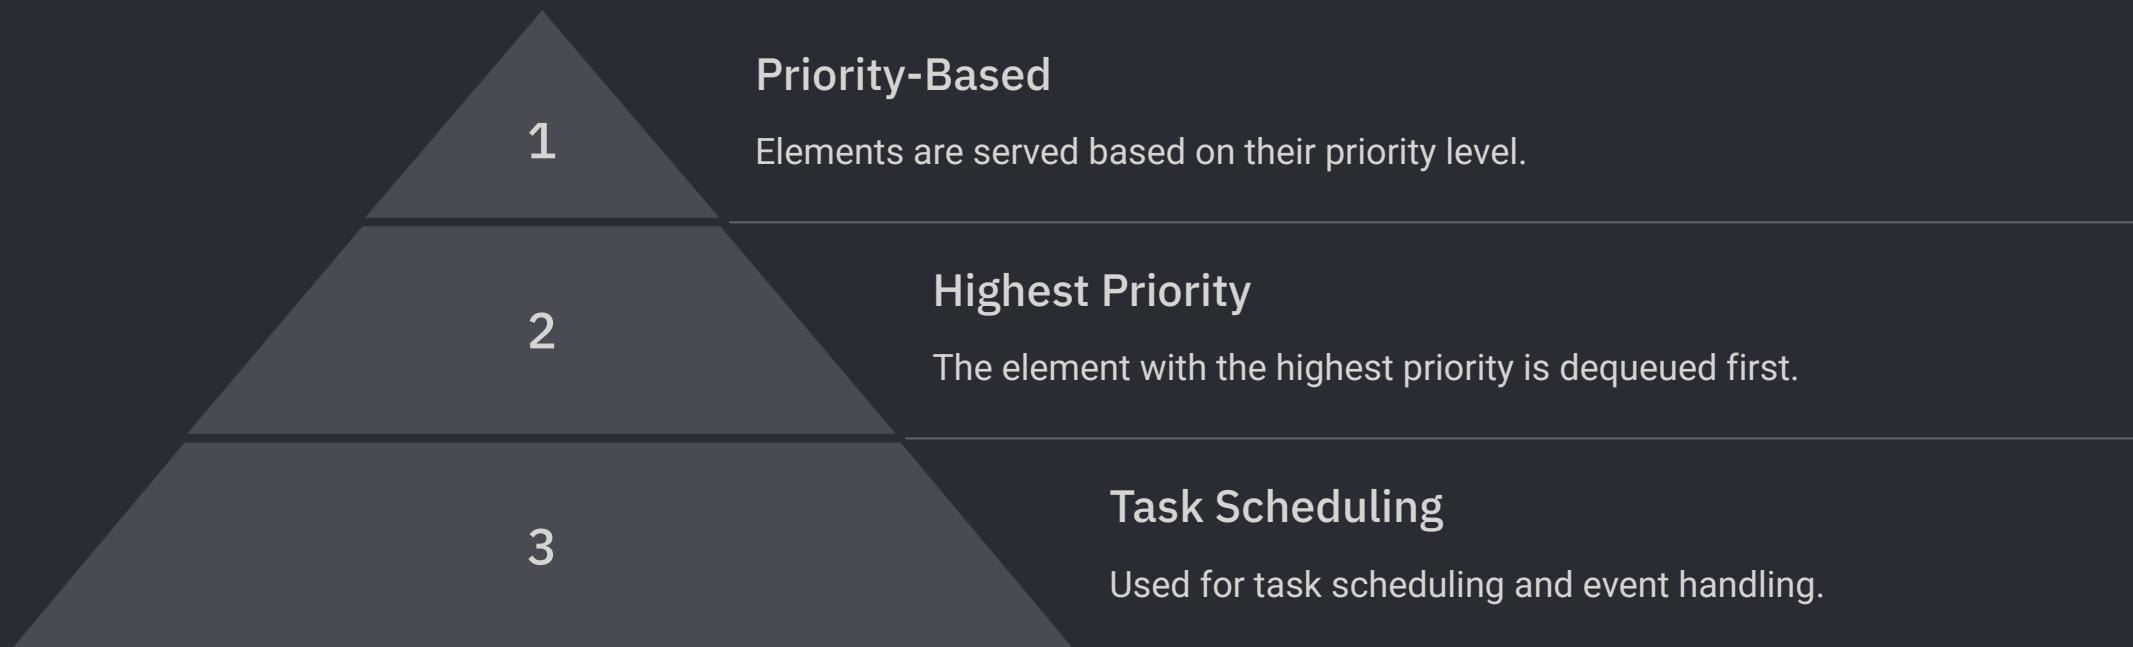 1
Priority-Based
Elements are served based on their priority level.
2
Highest Priority
The element with the highest priority is dequeued first.
3
Task Scheduling
Used for task scheduling and event handling.